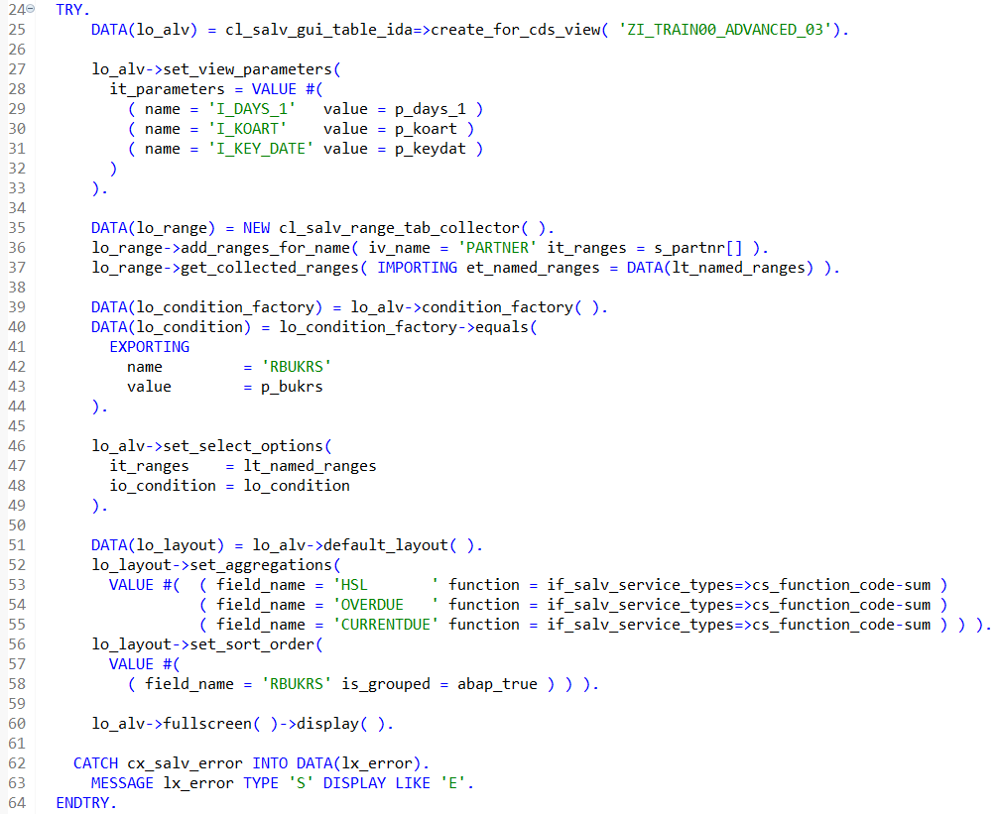 24 TRY.
25     DATA(lo_alv) = cl_salv_gui_table_ida=>create_for_cds_view( 'ZI_TRAIN00_ADVANCED_03').
26
27     lo_alv->set_view_parameters(
28       it_parameters = VALUE #(
29         ( name = 'I_DAYS_1'   value = p_days_1 )
30         ( name = 'I_KOART'    value = p_koart )
31         ( name = 'I_KEY_DATE' value = p_keydat )
32       )
33     ).
34
35     DATA(lo_range) = NEW cl_salv_range_tab_collector( ).
36     lo_range->add_ranges_for_name( iv_name = 'PARTNER' it_ranges = s_partnr[] ).
37     lo_range->get_collected_ranges( IMPORTING et_named_ranges = DATA(lt_named_ranges) ).
38
39     DATA(lo_condition_factory) = lo_alv->condition_factory( ).
40     DATA(lo_condition) = lo_condition_factory->equals(
41       EXPORTING
42         name         = 'RBUKRS'
43         value        = p_bukrs
44     ).
45
46     lo_alv->set_select_options(
47       it_ranges    = lt_named_ranges
48       io_condition = lo_condition
49     ).
50
51     DATA(lo_layout) = lo_alv->default_layout( ).
52     lo_layout->set_aggregations(
53       VALUE #(  ( field_name = 'HSL       ' function = if_salv_service_types=>cs_function_code-sum )
54                 ( field_name = 'OVERDUE   ' function = if_salv_service_types=>cs_function_code-sum )
55                 ( field_name = 'CURRENTDUE' function = if_salv_service_types=>cs_function_code-sum ) ) ).
56     lo_layout->set_sort_order(
57       VALUE #(
58         ( field_name = 'RBUKRS' is_grouped = abap_true ) ) ).
59
60     lo_alv->fullscreen( )->display( ).
61
62   CATCH cx_salv_error INTO DATA(lx_error).
63     MESSAGE lx_error TYPE 'S' DISPLAY LIKE 'E'.
64 ENDTRY.